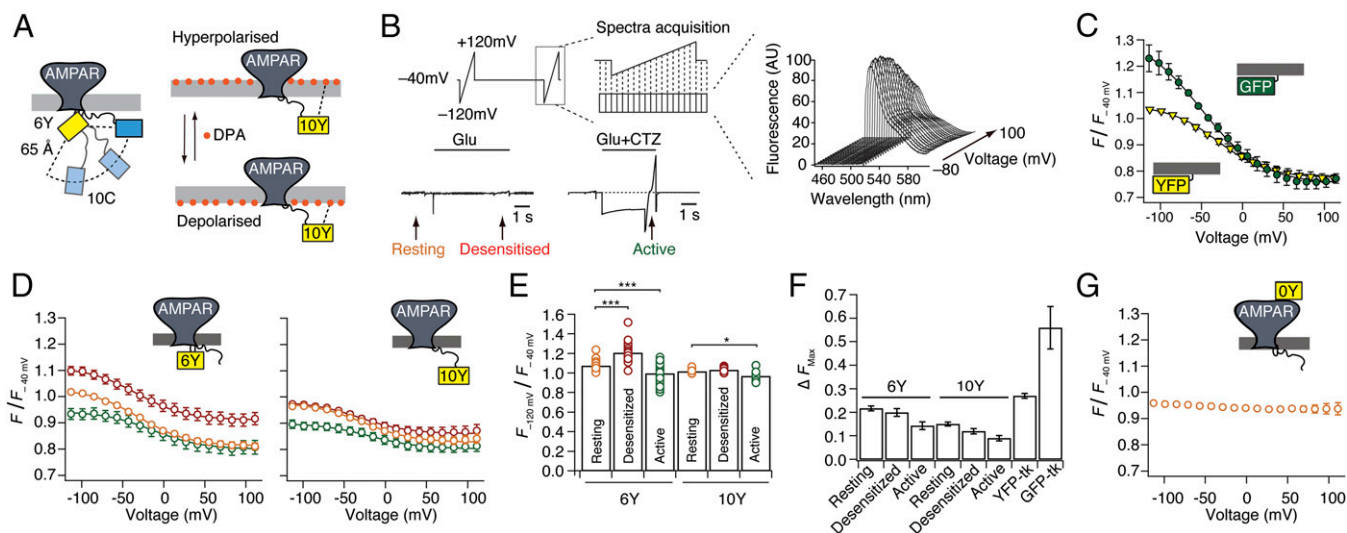 A
Hyperpolarised
AMPAR
AMPAR
6Y
65 Å
10C
DPA
10Y
AMPAR
Depolarised
10Y
B
+120mV
−40mV
−120mV
Spectra acquisition
Glu
Glu+CTZ
1 s
1 s
Resting
Desensitised
Active
Fluorescence (AU)
100
80
60
40
20
0
460
500
540
580
Wavelength (nm)
−80
100
Voltage (mV)
C
F / F−40 mV
1.3
1.2
1.1
1.0
0.9
0.8
0.7
GFP
YFP
-100
-50
0
50
100
Voltage (mV)
D
F / F−40 mV
1.3
1.2
1.1
1.0
0.9
0.8
AMPAR
6Y
-100
-50
0
50
100
Voltage (mV)
AMPAR
10Y
-100
-50
0
50
100
Voltage (mV)
E
F−120 mV / F−40 mV
1.6
1.4
1.2
1.0
0.8
0.6
0.4
0.2
0.0
***
***
*
Resting
Desensitized
Active
Resting
Desensitized
Active
6Y
10Y
F
Δ FMax
0.7
0.6
0.5
0.4
0.3
0.2
0.1
0
6Y
10Y
Resting
Desensitized
Active
Resting
Desensitized
Active
YFP-tk
GFP-tk
G
F / F−40 mV
1.3
1.2
1.1
1.0
0.9
0.8
0.7
0Y
AMPAR
-100
-50
0
50
100
Voltage (mV)